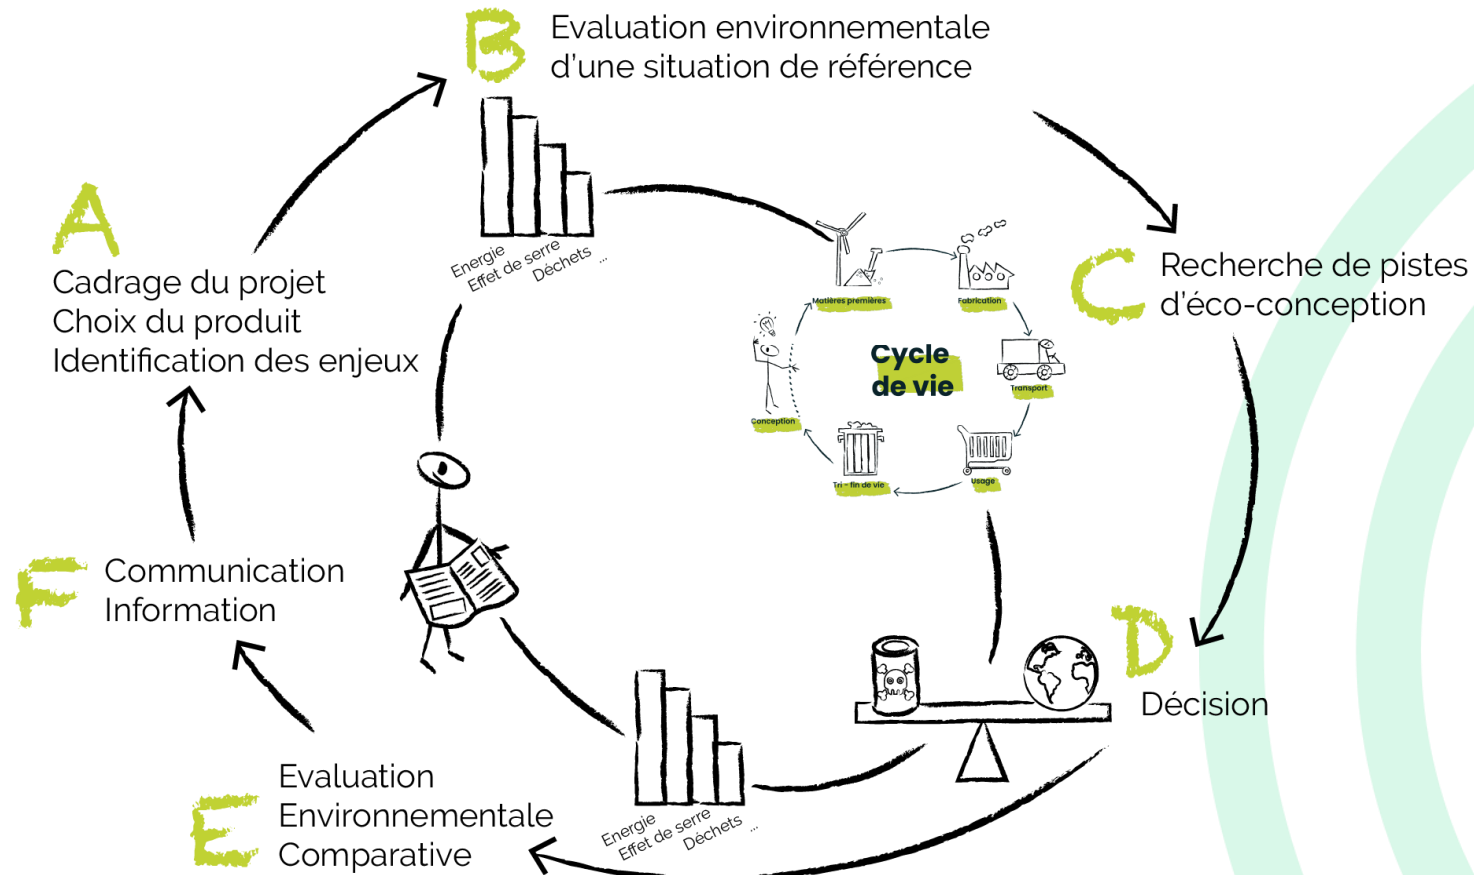 B
Evaluation environnementale
d'une situation de référence
A
Cadrage du projet
Choix du produit
Identification des enjeux
Energie
Effet de serre
Déchets ...
C
Recherche de pistes
d'éco-conception
Matières premières
Fabrication
Cycle
de vie
Transport
Conception
Tri - fin de vie
Usage
F
Communication
Information
D
Décision
E
Evaluation
Environnementale
Comparative
Energie
Effet de serre
Déchets ...